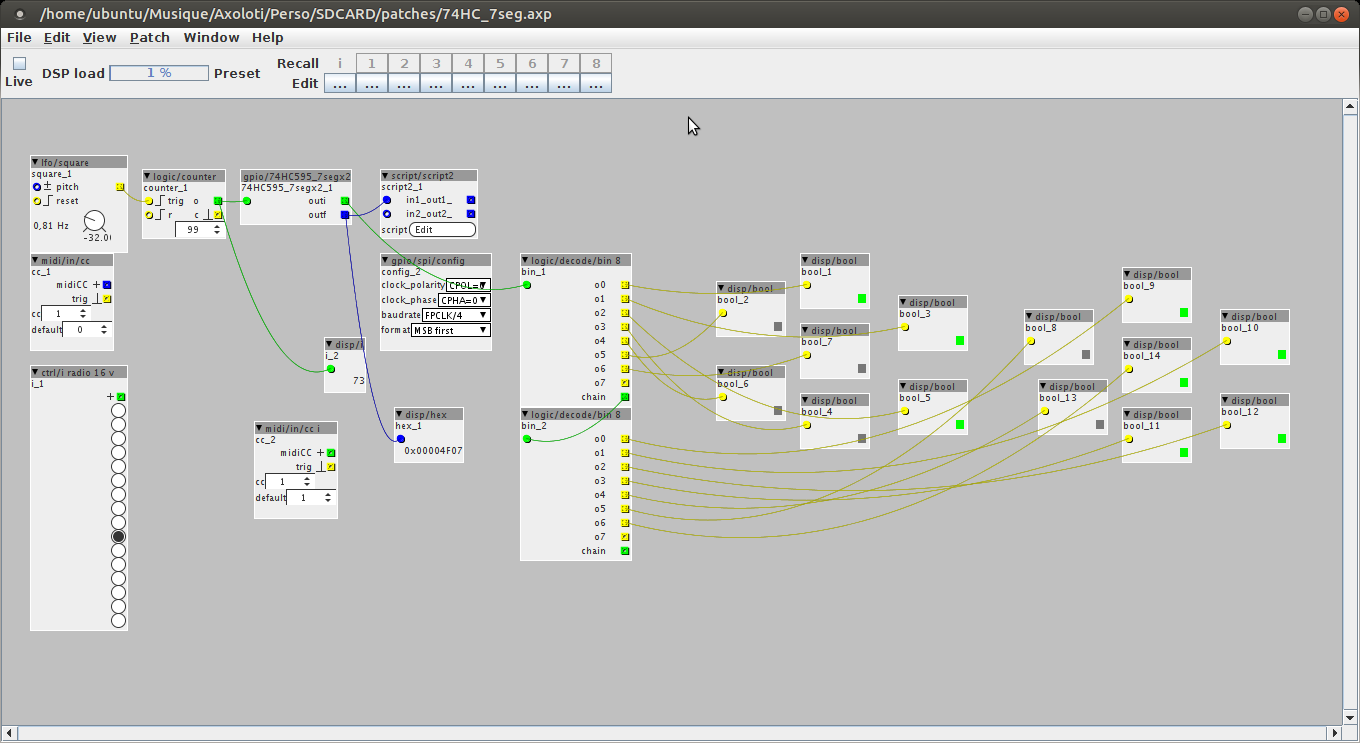 /home/ubuntu/Musique/Axoloti/Perso/SDCARD/patches/74HC_7seg.axp
File Edit View Patch Window Help
Live
DSP load 1 % Preset
Recall i 1 2 3 4 5 6 7 8
Edit ... ... ... ... ... ... ... ... ...
lfo/square
square_1
± pitch
reset
0,81 Hz
-32.0
logic/counter
counter_1
trig o
r c
99
gpio/74HC595_7segx2
74HC595_7segx2_1
outi
outf
script/script2
script2_1
in1_out1_
in2_out2_
script Edit
midi/in/cc
cc_1
midiCC +
trig
cc 1
default 0
gpio/spi/config
config_2
clock_polarity CPOL=0
clock_phase CPHA=0
baudrate FPCLK/4
format MSB first
logic/decode/bin 8
bin_1
o0
o1
o2
o3
o4
o5
o6
o7
chain
logic/decode/bin 8
bin_2
o0
o1
o2
o3
o4
o5
o6
o7
chain
disp/i
i_2
73
ctrl/i radio 16 v
i_1
+
midi/in/cc i
cc_2
midiCC +
trig
cc 1
default 1
disp/hex
hex_1
0x00004F07
disp/bool
bool_1
disp/bool
bool_2
disp/bool
bool_3
disp/bool
bool_7
disp/bool
bool_6
disp/bool
bool_5
disp/bool
bool_4
disp/bool
bool_9
disp/bool
bool_8
disp/bool
bool_10
disp/bool
bool_14
disp/bool
bool_13
disp/bool
bool_12
disp/bool
bool_11